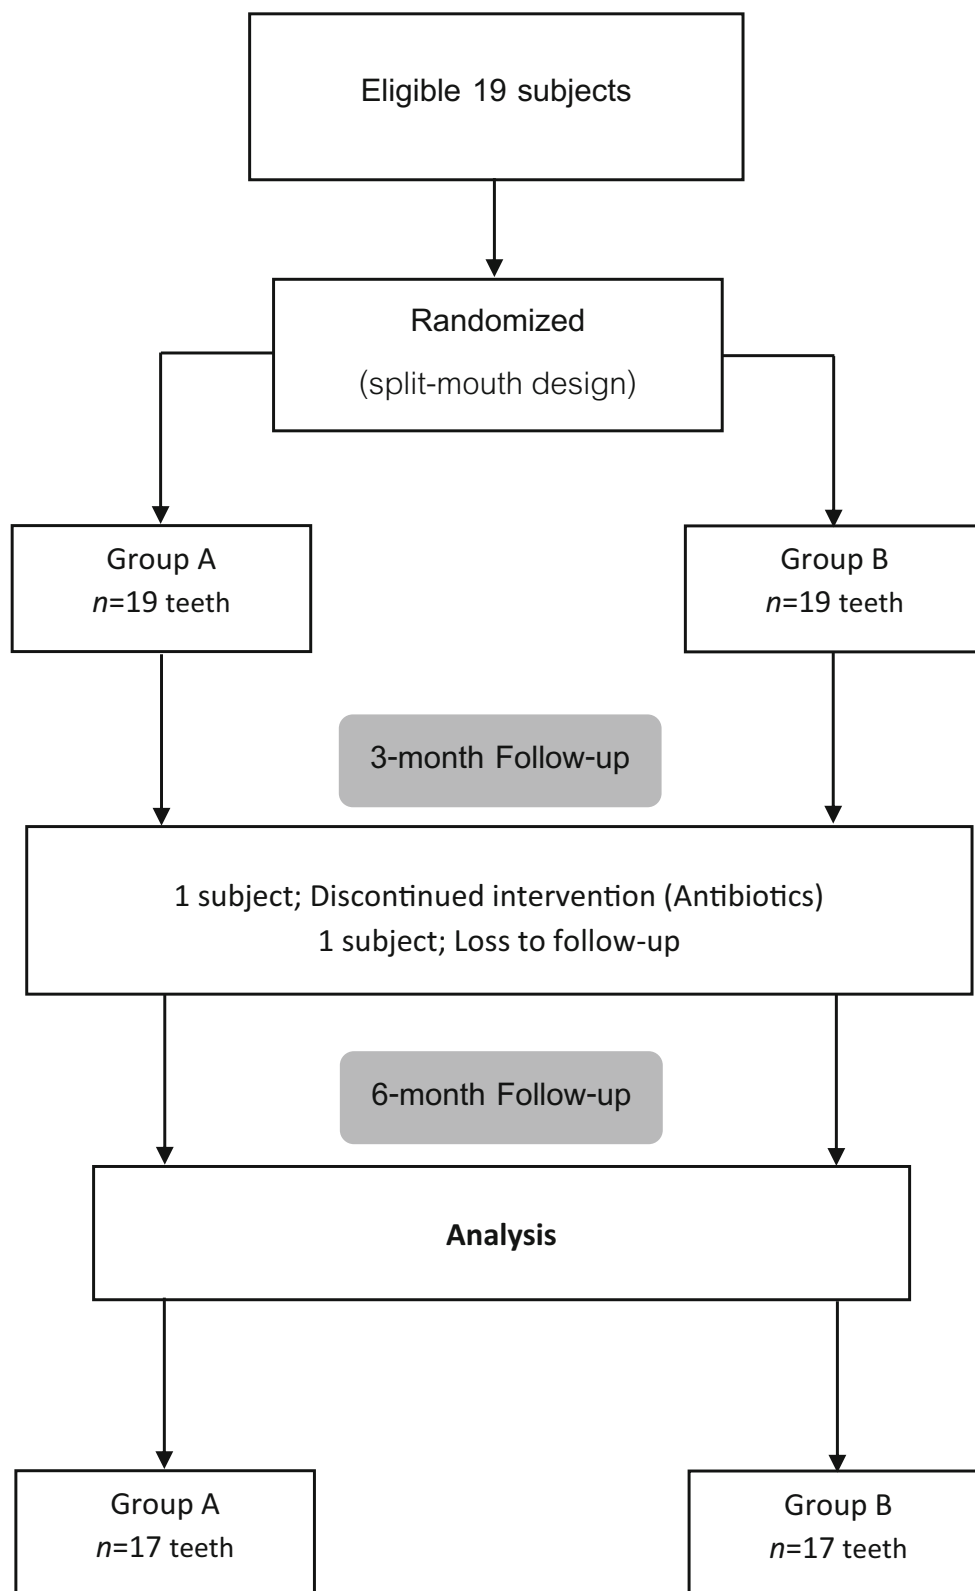 Eligible 19 subjects
Randomized
(split-mouth design)
Group A
n=19 teeth
Group B
n=19 teeth
3-month Follow-up
1 subject; Discontinued intervention (Antibiotics)
1 subject; Loss to follow-up
6-month Follow-up
Analysis
Group A
n=17 teeth
Group B
n=17 teeth